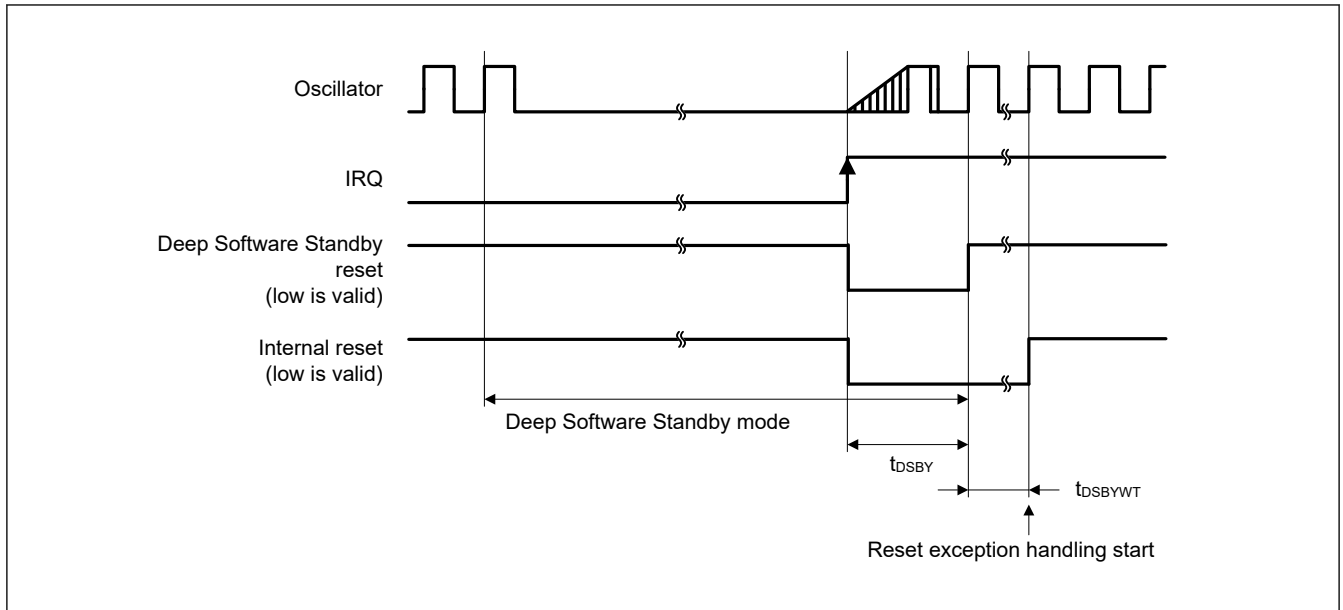 Oscillator
IRQ
Deep Software Standby
reset
(low is valid)
Internal reset
(low is valid)
Deep Software Standby mode
tDSBY
tDSBYWT
Reset exception handling start